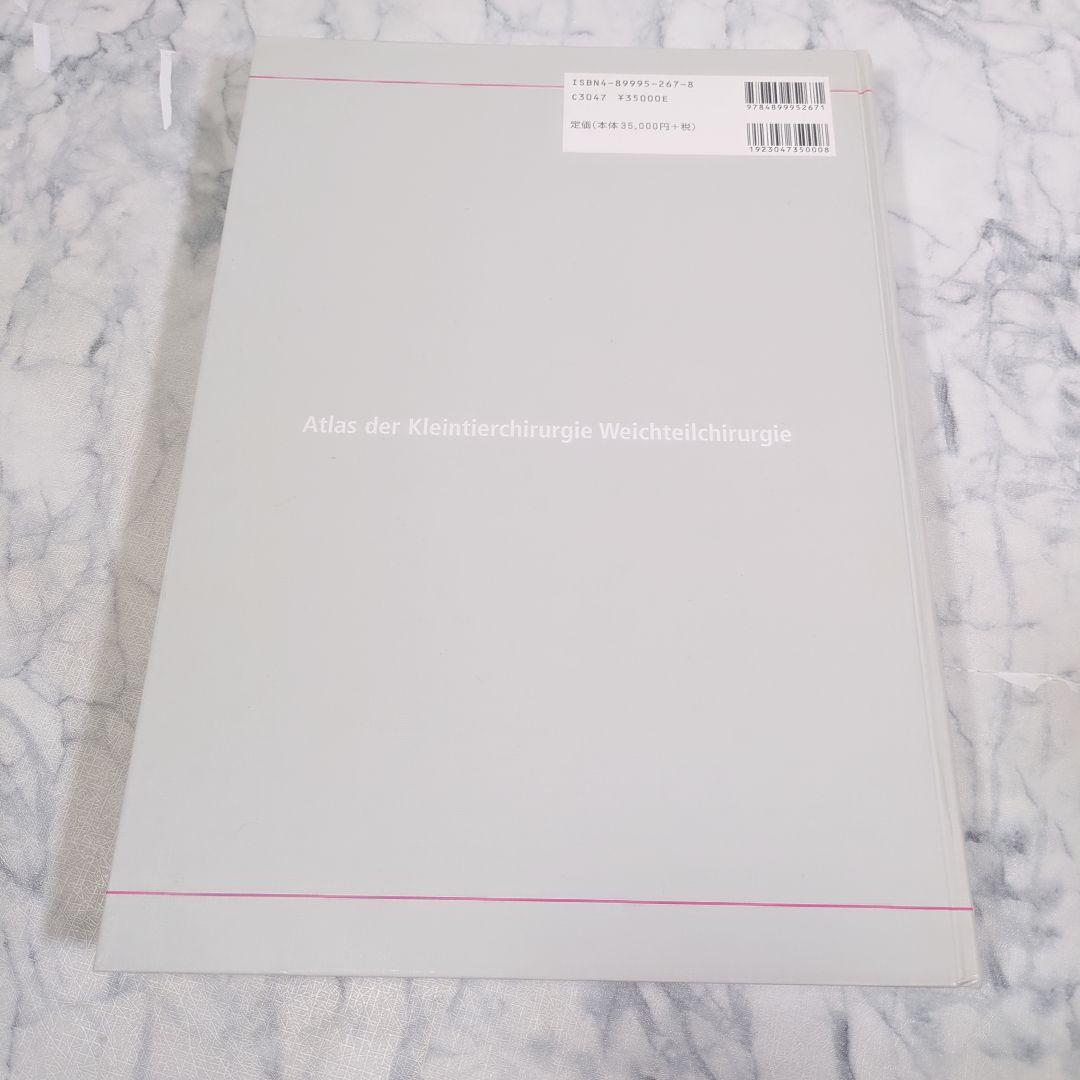 ISBN4-89995-267-8
C3047 ¥35000E
定価(本体35,000円+税)
9784899952671
1923047350008
Atlas der Kleintierchirurgie Weichteilchirurgie